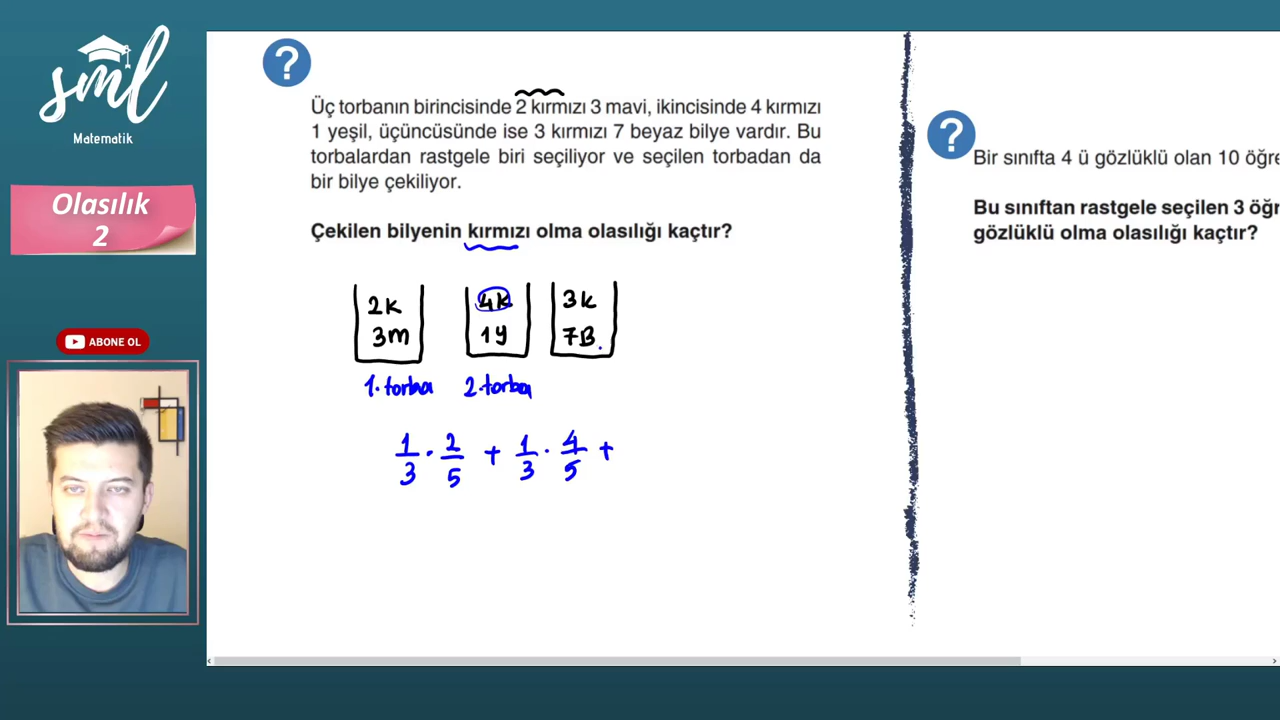 sml
Matematik
Olasılık
2
ABONE OL
?
Üç torbanın birincisinde 2 kırmızı 3 mavi, ikincisinde 4 kırmızı
1 yeşil, üçüncüsünde ise 3 kırmızı 7 beyaz bilye vardır. Bu
torbalardan rastgele biri seçiliyor ve seçilen torbadan da
bir bilye çekiliyor.
Çekilen bilyenin kırmızı olma olasılığı kaçtır?
2K
3m
4K
1y
3k
7B
1.torba
2.torba
1/3 · 2/5 + 1/3 · 4/5 +
?
Bir sınıfta 4 ü gözlüklü olan 10 öğre
Bu sınıftan rastgele seçilen 3 öğr
gözlüklü olma olasılığı kaçtır?